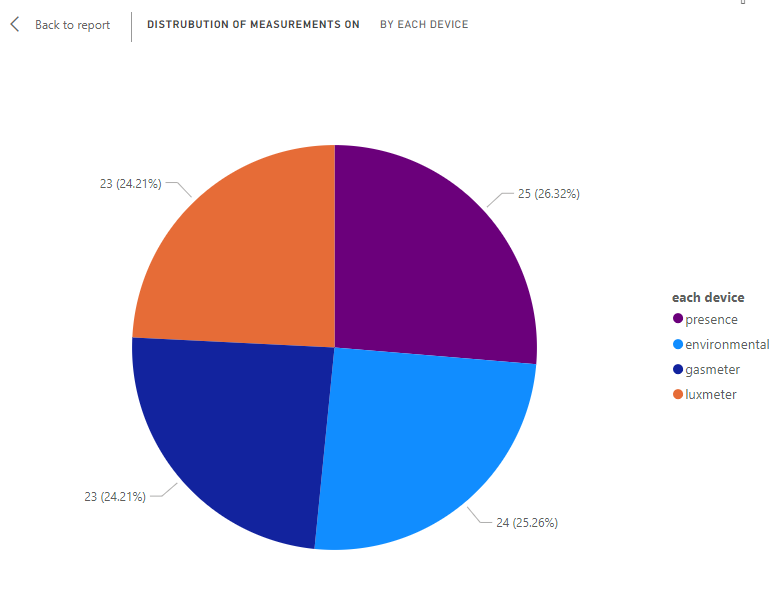 Back to report
DISTRUBUTION OF MEASUREMENTS ON
BY EACH DEVICE
23 (24.21%)
25 (26.32%)
each device
presence
environmental
gasmeter
luxmeter
23 (24.21%)
24 (25.26%)